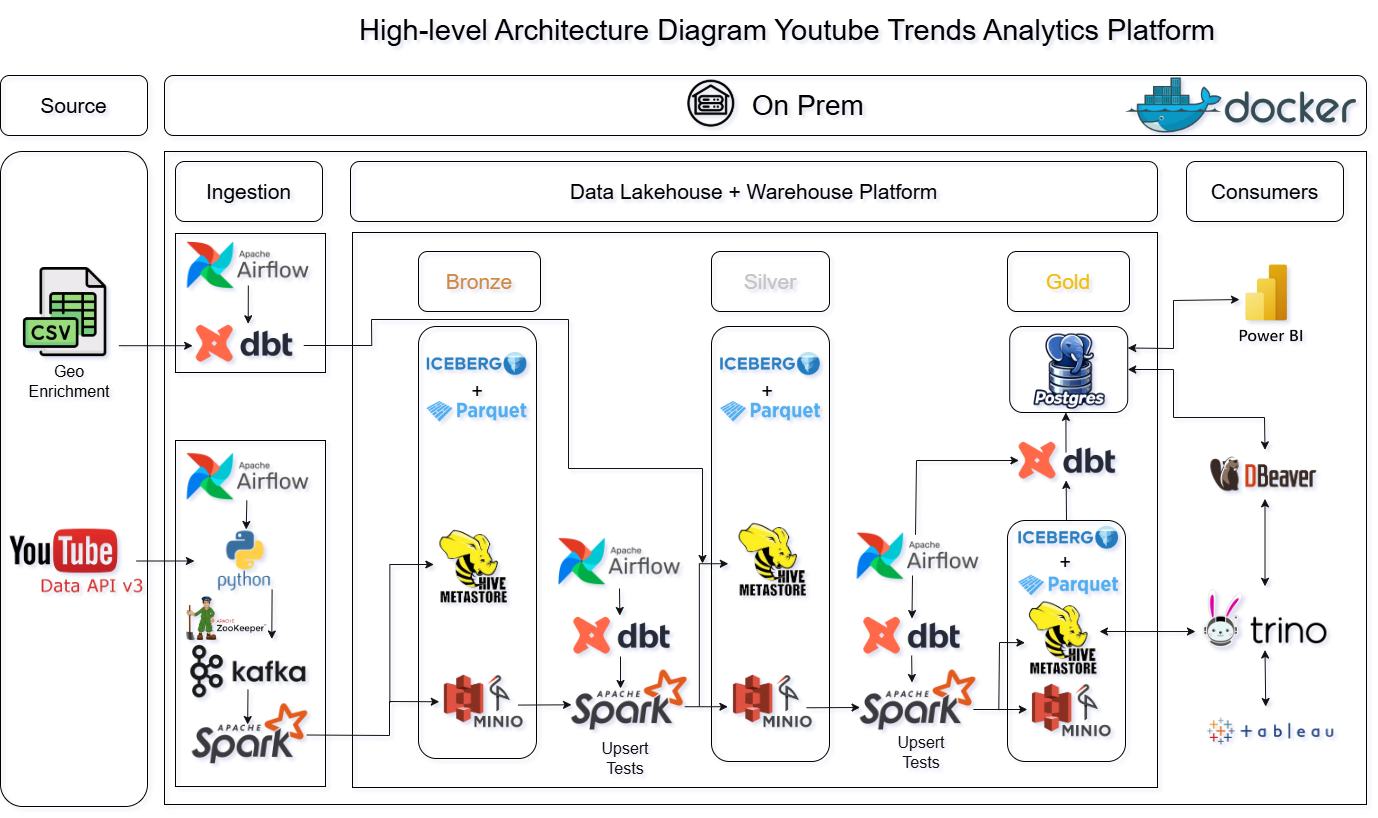 High-level Architecture Diagram Youtube Trends Analytics Platform
Source
On Prem
docker
Ingestion
Data Lakehouse + Warehouse Platform
Consumers
CSV
Geo
Enrichment
YouTube
Data API v3
Apache
Airflow
dbt
Apache
Airflow
python
APACHE
ZooKeeper™
kafka
APACHE
Spark
Bronze
ICEBERG
+
Parquet
HIVE
METASTORE
MINIO
Apache
Airflow
dbt
APACHE
Spark
Upsert
Tests
Silver
ICEBERG
+
Parquet
HIVE
METASTORE
MINIO
Apache
Airflow
dbt
APACHE
Spark
Upsert
Tests
Gold
Postgres
dbt
ICEBERG
+
Parquet
HIVE
METASTORE
MINIO
Power BI
DBeaver
trino
+ableau